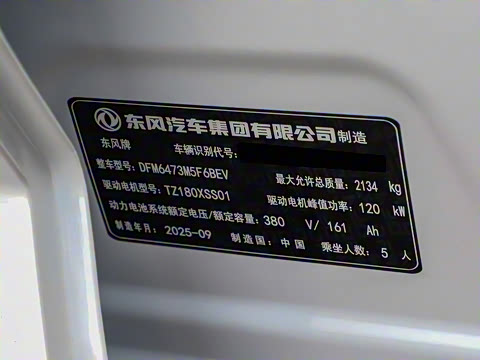 东风汽车集团有限公司制造
东风牌 车辆识别代号:
整车型号: DFM6473M5F6BEV 最大允许总质量: 2134 kg
驱动电机型号: TZ180XSS01 驱动电机峰值功率: 120 kW
动力电池系统额定电压/额定容量: 380 V/ 161 Ah
制造年月: 2025-09 制造国: 中国 乘坐人数: 5 人